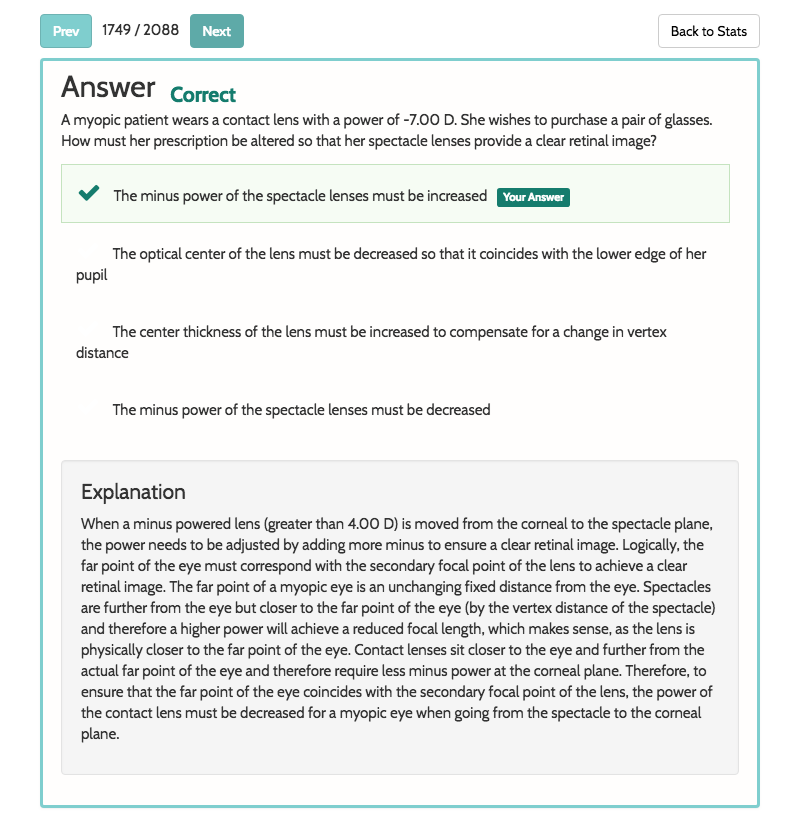 Prev 1749 / 2088 Next Back to Stats
Answer Correct
A myopic patient wears a contact lens with a power of -7.00 D. She wishes to purchase a pair of glasses.
How must her prescription be altered so that her spectacle lenses provide a clear retinal image?
The minus power of the spectacle lenses must be increased Your Answer
The optical center of the lens must be decreased so that it coincides with the lower edge of her
pupil
The center thickness of the lens must be increased to compensate for a change in vertex
distance
The minus power of the spectacle lenses must be decreased
Explanation
When a minus powered lens (greater than 4.00 D) is moved from the corneal to the spectacle plane,
the power needs to be adjusted by adding more minus to ensure a clear retinal image. Logically, the
far point of the eye must correspond with the secondary focal point of the lens to achieve a clear
retinal image. The far point of a myopic eye is an unchanging fixed distance from the eye. Spectacles
are further from the eye but closer to the far point of the eye (by the vertex distance of the spectacle)
and therefore a higher power will achieve a reduced focal length, which makes sense, as the lens is
physically closer to the far point of the eye. Contact lenses sit closer to the eye and further from the
actual far point of the eye and therefore require less minus power at the corneal plane. Therefore, to
ensure that the far point of the eye coincides with the secondary focal point of the lens, the power of
the contact lens must be decreased for a myopic eye when going from the spectacle to the corneal
plane.